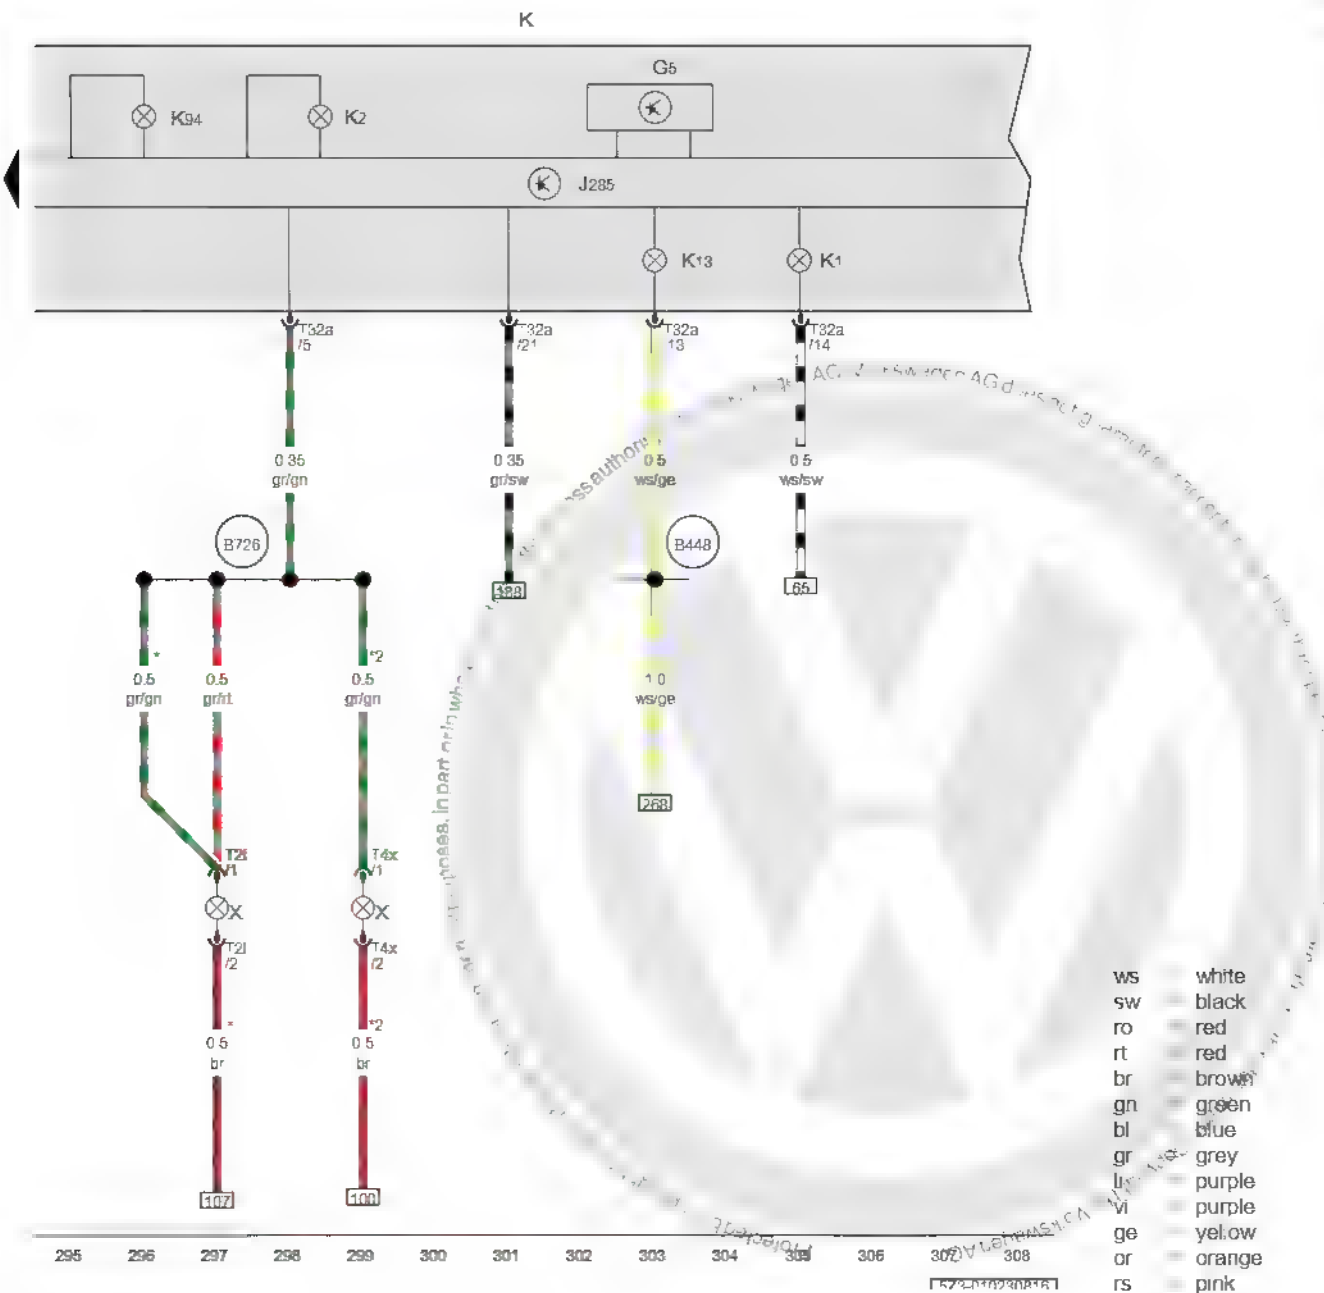 K
G5
K94
K2
J285
K13
K1
T32a
/5
T32a
/21
T32a
13
T32a
/14
0.35
gr/gn
0.35
gr/sw
0.5
ws/ge
0.5
ws/sw
B726
B448
65
*
*2
0.5
gr/gn
0.5
gr/rt
0.5
gr/gn
1.0
ws/ge
268
/1
T4x
/1
X
X
/2
T4x
/2
*
*2
0.5
br
0.5
br
107
100
ws = white
sw = black
ro = red
rt = red
br = brown
gn = green
bl = blue
gr = grey
li = purple
vi = purple
ge = yellow
or = orange
rs = pink
295 296 297 298 299 300 301 302 303 304 305 306 307 308